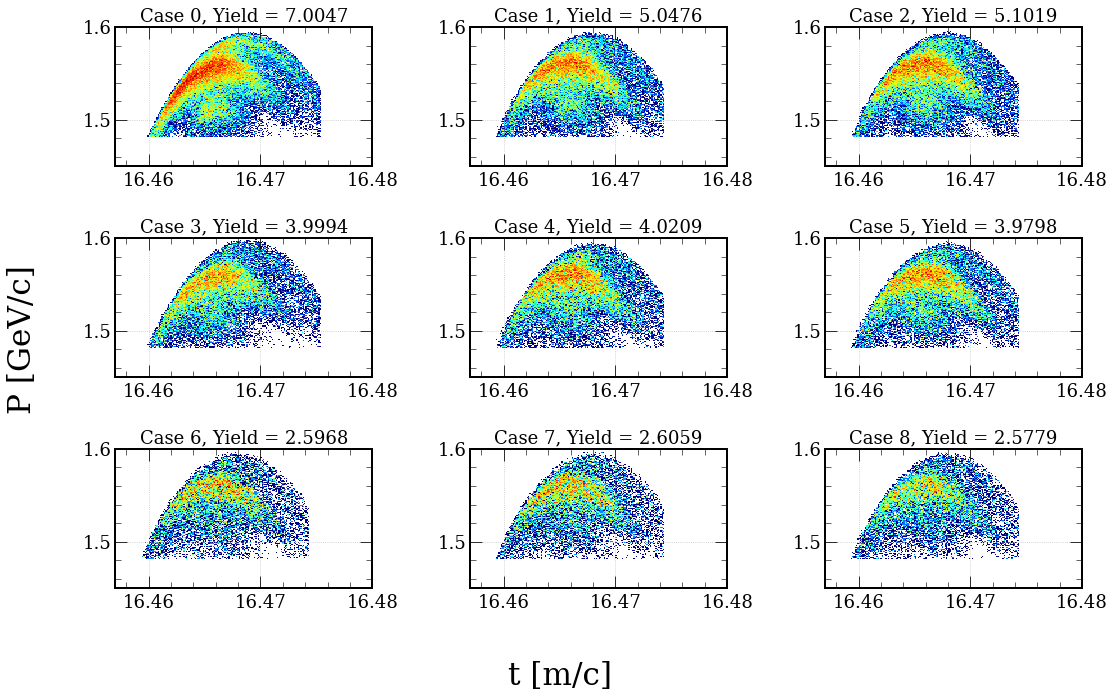 Case 0, Yield = 7.0047
Case 1, Yield = 5.0476
Case 2, Yield = 5.1019
1.6
1.5
16.46 16.47 16.48
1.6
1.5
16.46 16.47 16.48
1.6
1.5
16.46 16.47 16.48
Case 3, Yield = 3.9994
Case 4, Yield = 4.0209
Case 5, Yield = 3.9798
1.6
1.5
16.46 16.47 16.48
1.6
1.5
16.46 16.47 16.48
1.6
1.5
16.46 16.47 16.48
Case 6, Yield = 2.5968
Case 7, Yield = 2.6059
Case 8, Yield = 2.5779
1.6
1.5
16.46 16.47 16.48
1.6
1.5
16.46 16.47 16.48
1.6
1.5
16.46 16.47 16.48
P [GeV/c]
t [m/c]